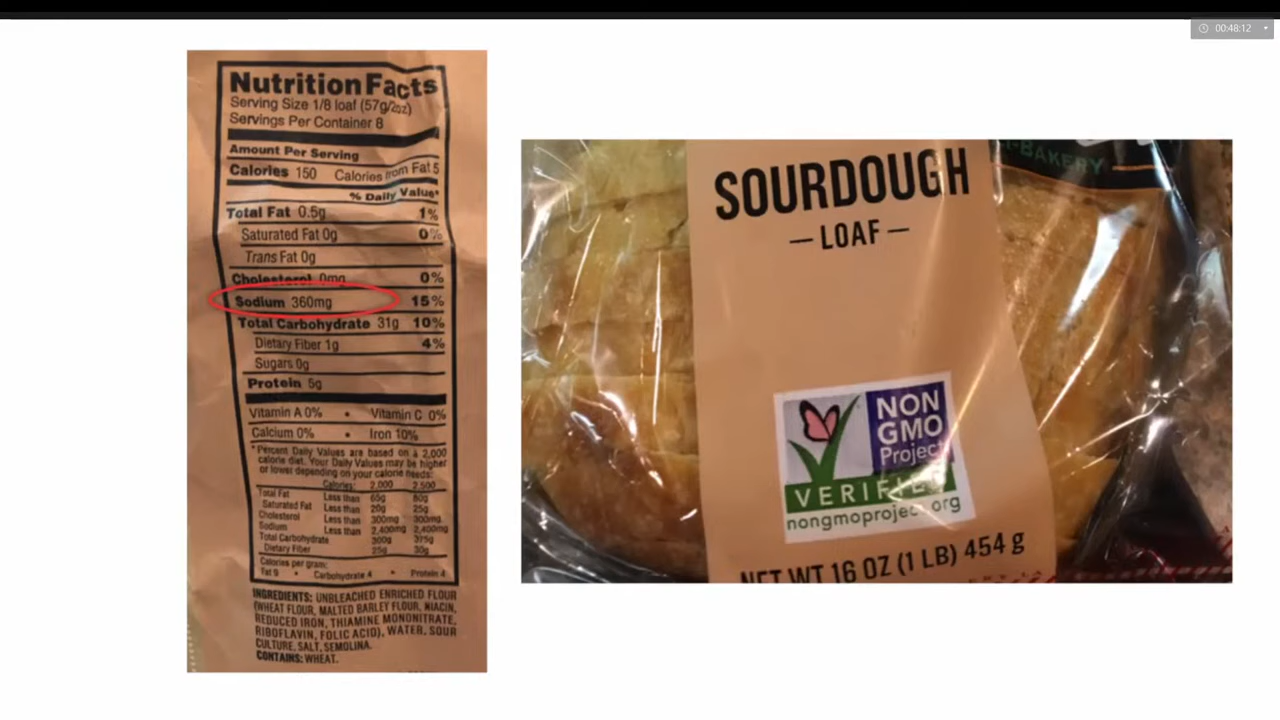 00:48:12
Nutrition Facts
Serving Size 1/8 loaf (57g/2oz)
Servings Per Container 8
Amount Per Serving
Calories 150 Calories from Fat 5
% Daily Value*
Total Fat 0.5g 1%
Saturated Fat 0g 0%
Trans Fat 0g
Cholesterol 0mg 0%
Sodium 360mg 15%
Total Carbohydrate 31g 10%
Dietary Fiber 1g 4%
Sugars 0g
Protein 5g
Vitamin A 0% • Vitamin C 0%
Calcium 0% • Iron 10%
*Percent Daily Values are based on a 2,000
calorie diet. Your Daily Values may be higher
or lower depending on your calorie needs:
Calories: 2,000 2,500
Total Fat Less than 65g 80g
Saturated Fat Less than 20g 25g
Cholesterol Less than 300mg 300mg
Sodium Less than 2,400mg 2,400mg
Total Carbohydrate 300g 375g
Dietary Fiber 25g 30g
Calories per gram:
Fat 9 • Carbohydrate 4 • Protein 4
INGREDIENTS: UNBLEACHED ENRICHED FLOUR
(WHEAT FLOUR, MALTED BARLEY FLOUR, NIACIN,
REDUCED IRON, THIAMINE MONONITRATE,
RIBOFLAVIN, FOLIC ACID), WATER, SOUR
CULTURE, SALT, SEMOLINA.
CONTAINS: WHEAT.
BAKERY
SOURDOUGH
— LOAF —
NON
GMO
Project
VERIFIED
nongmoproject.org
NET WT 16 OZ (1 LB) 454 g